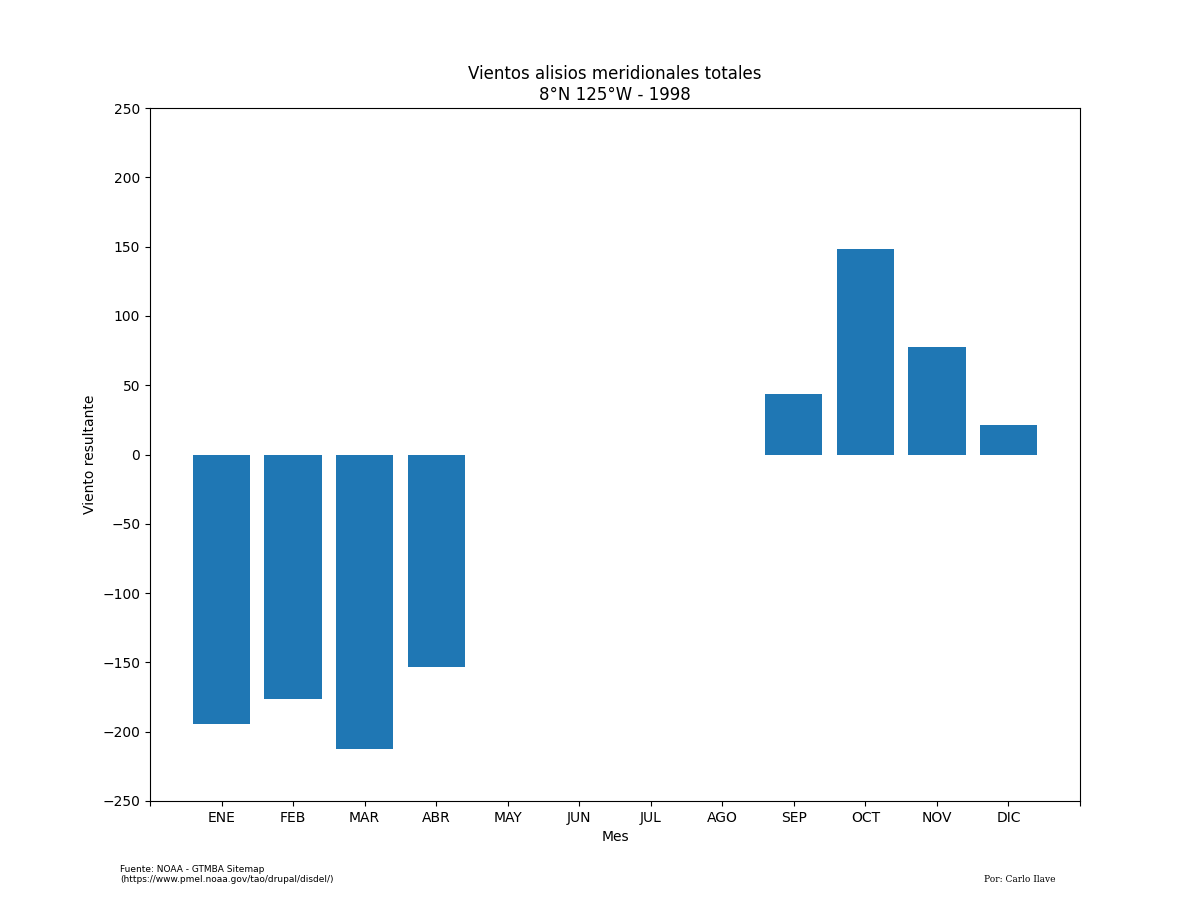 Vientos alisios meridionales totales
8°N 125°W - 1998
250
200
150
100
50
0
−50
−100
−150
−200
−250
Viento resultante
ENE FEB MAR ABR MAY JUN JUL AGO SEP OCT NOV DIC
Mes
Fuente: NOAA - GTMBA Sitemap
(https://www.pmel.noaa.gov/tao/drupal/disdel/)
Por: Carlo Ilave